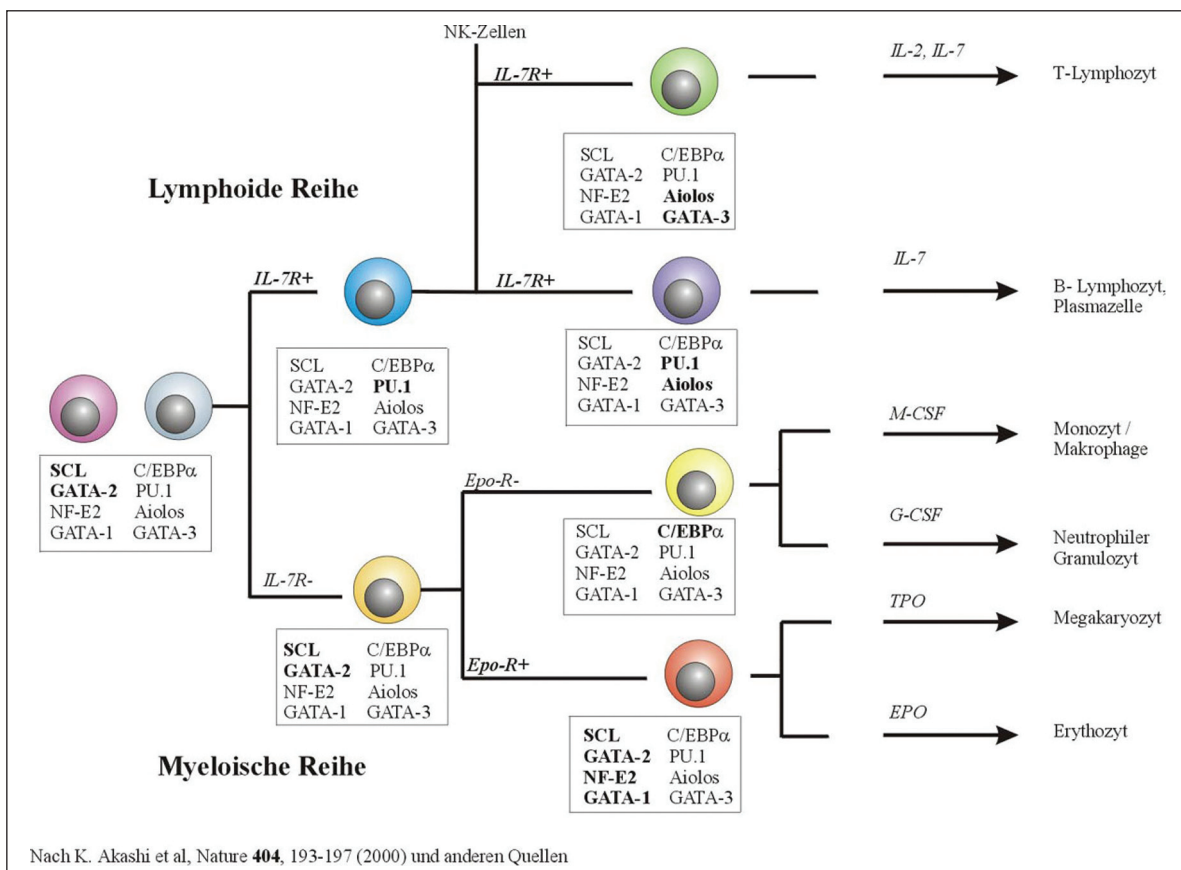 NK-Zellen
IL-7R+
IL-2, IL-7
T-Lymphozyt
SCL C/EBPα
GATA-2 PU.1
NF-E2 Aiolos
GATA-1 GATA-3
Lymphoide Reihe
IL-7R+
IL-7R+
IL-7
B- Lymphozyt,
Plasmazelle
SCL C/EBPα
GATA-2 PU.1
NF-E2 Aiolos
GATA-1 GATA-3
SCL C/EBPα
GATA-2 PU.1
NF-E2 Aiolos
GATA-1 GATA-3
SCL C/EBPα
GATA-2 PU.1
NF-E2 Aiolos
GATA-1 GATA-3
Epo-R-
M-CSF
Monozyt /
Makrophage
G-CSF
Neutrophiler
Granulozyt
SCL C/EBPα
GATA-2 PU.1
NF-E2 Aiolos
GATA-1 GATA-3
IL-7R-
SCL C/EBPα
GATA-2 PU.1
NF-E2 Aiolos
GATA-1 GATA-3
Epo-R+
TPO
Megakaryozyt
EPO
Erythozyt
SCL C/EBPα
GATA-2 PU.1
NF-E2 Aiolos
GATA-1 GATA-3
Myeloische Reihe
Nach K. Akashi et al, Nature 404, 193-197 (2000) und anderen Quellen